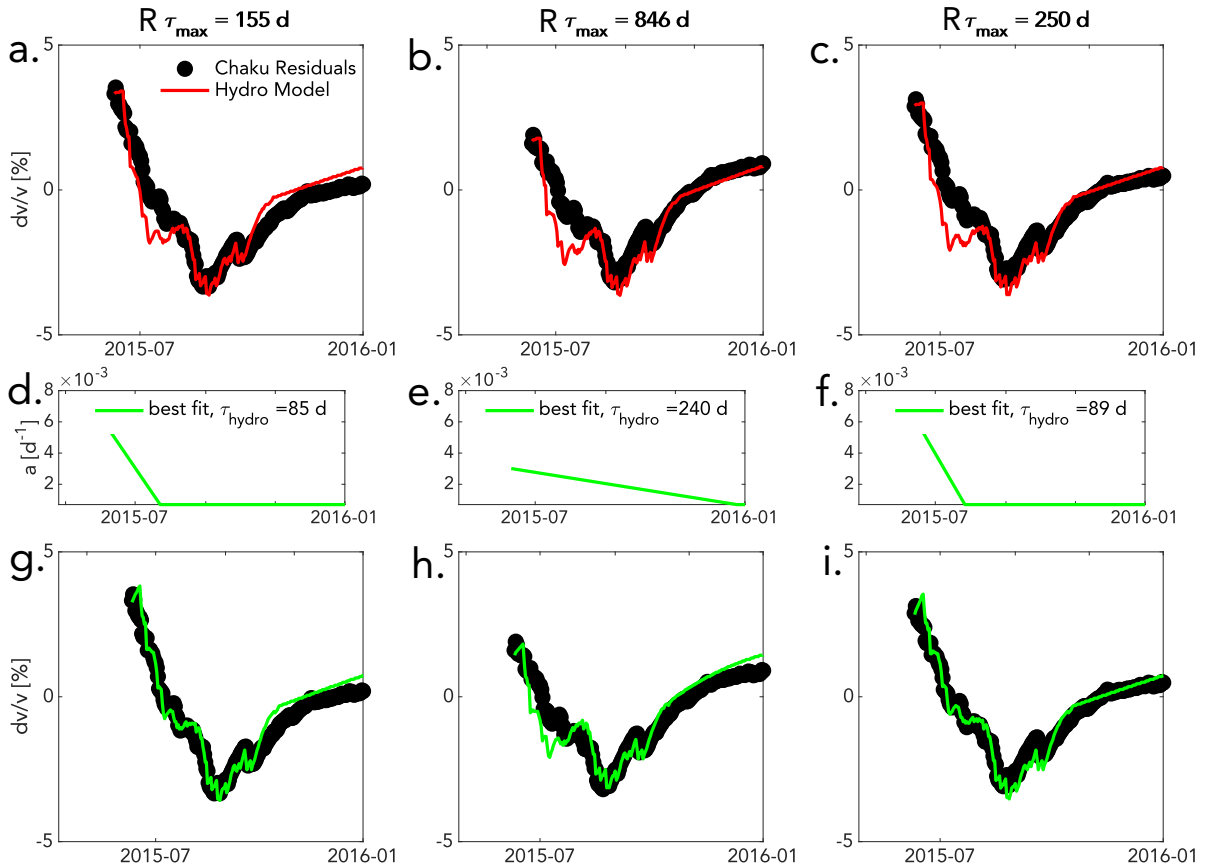 R τmax = 155 d
R τmax = 846 d
R τmax = 250 d
a.
b.
c.
5
0
-5
dv/v [%]
Chaku Residuals
Hydro Model
2015-07
2016-01
5
0
-5
2015-07
2016-01
5
0
-5
2015-07
2016-01
d.
×10-3
8
6
4
2
a [d-1]
best fit, τhydro =85 d
2015-07
2016-01
e.
×10-3
8
6
4
2
best fit, τhydro =240 d
2015-07
2016-01
f.
×10-3
8
6
4
2
best fit, τhydro =89 d
2015-07
2016-01
g.
5
0
-5
dv/v [%]
2015-07
2016-01
h.
5
0
-5
2015-07
2016-01
i.
5
0
-5
2015-07
2016-01